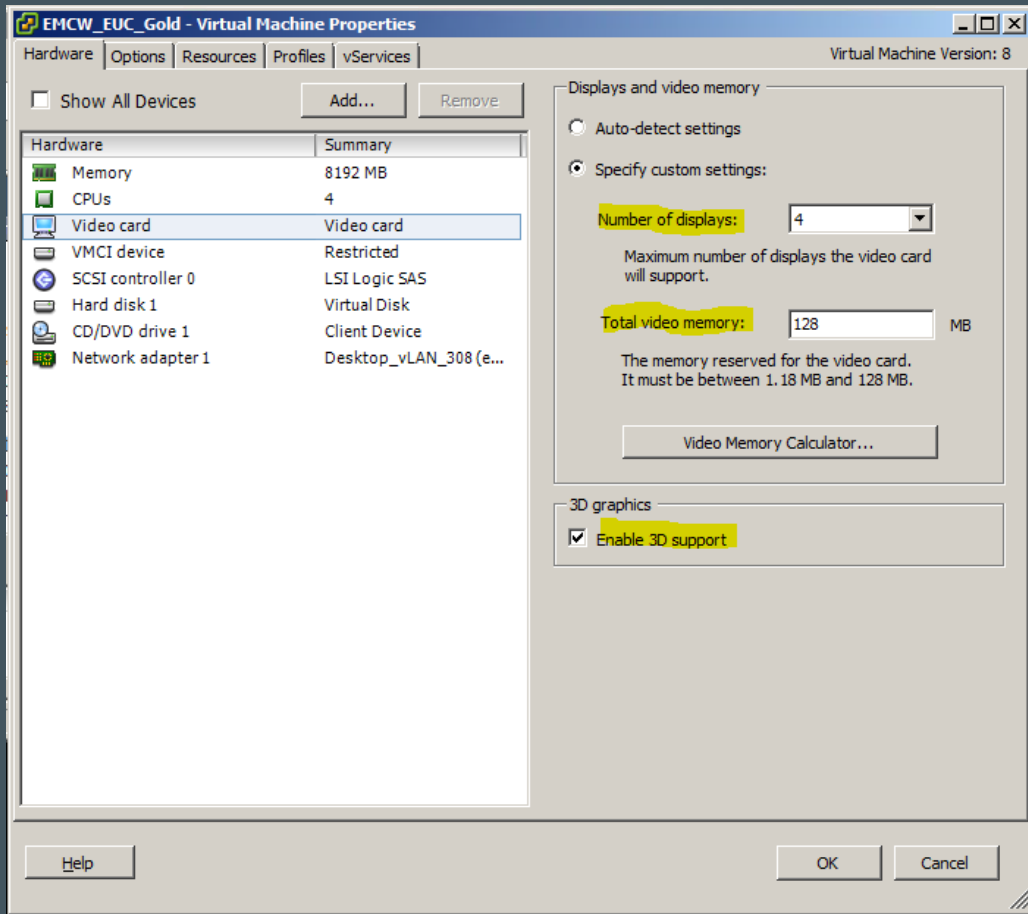 EMCW_EUC_Gold - Virtual Machine Properties
Hardware Options Resources Profiles vServices Virtual Machine Version: 8
Show All Devices Add... Remove
Hardware Summary
Memory 8192 MB
CPUs 4
Video card Video card
VMCI device Restricted
SCSI controller 0 LSI Logic SAS
Hard disk 1 Virtual Disk
CD/DVD drive 1 Client Device
Network adapter 1 Desktop_vLAN_308 (e...
Displays and video memory
Auto-detect settings
Specify custom settings:
Number of displays: 4
Maximum number of displays the video card
will support.
Total video memory: 128 MB
The memory reserved for the video card.
It must be between 1.18 MB and 128 MB.
Video Memory Calculator...
3D graphics
Enable 3D support
Help OK Cancel